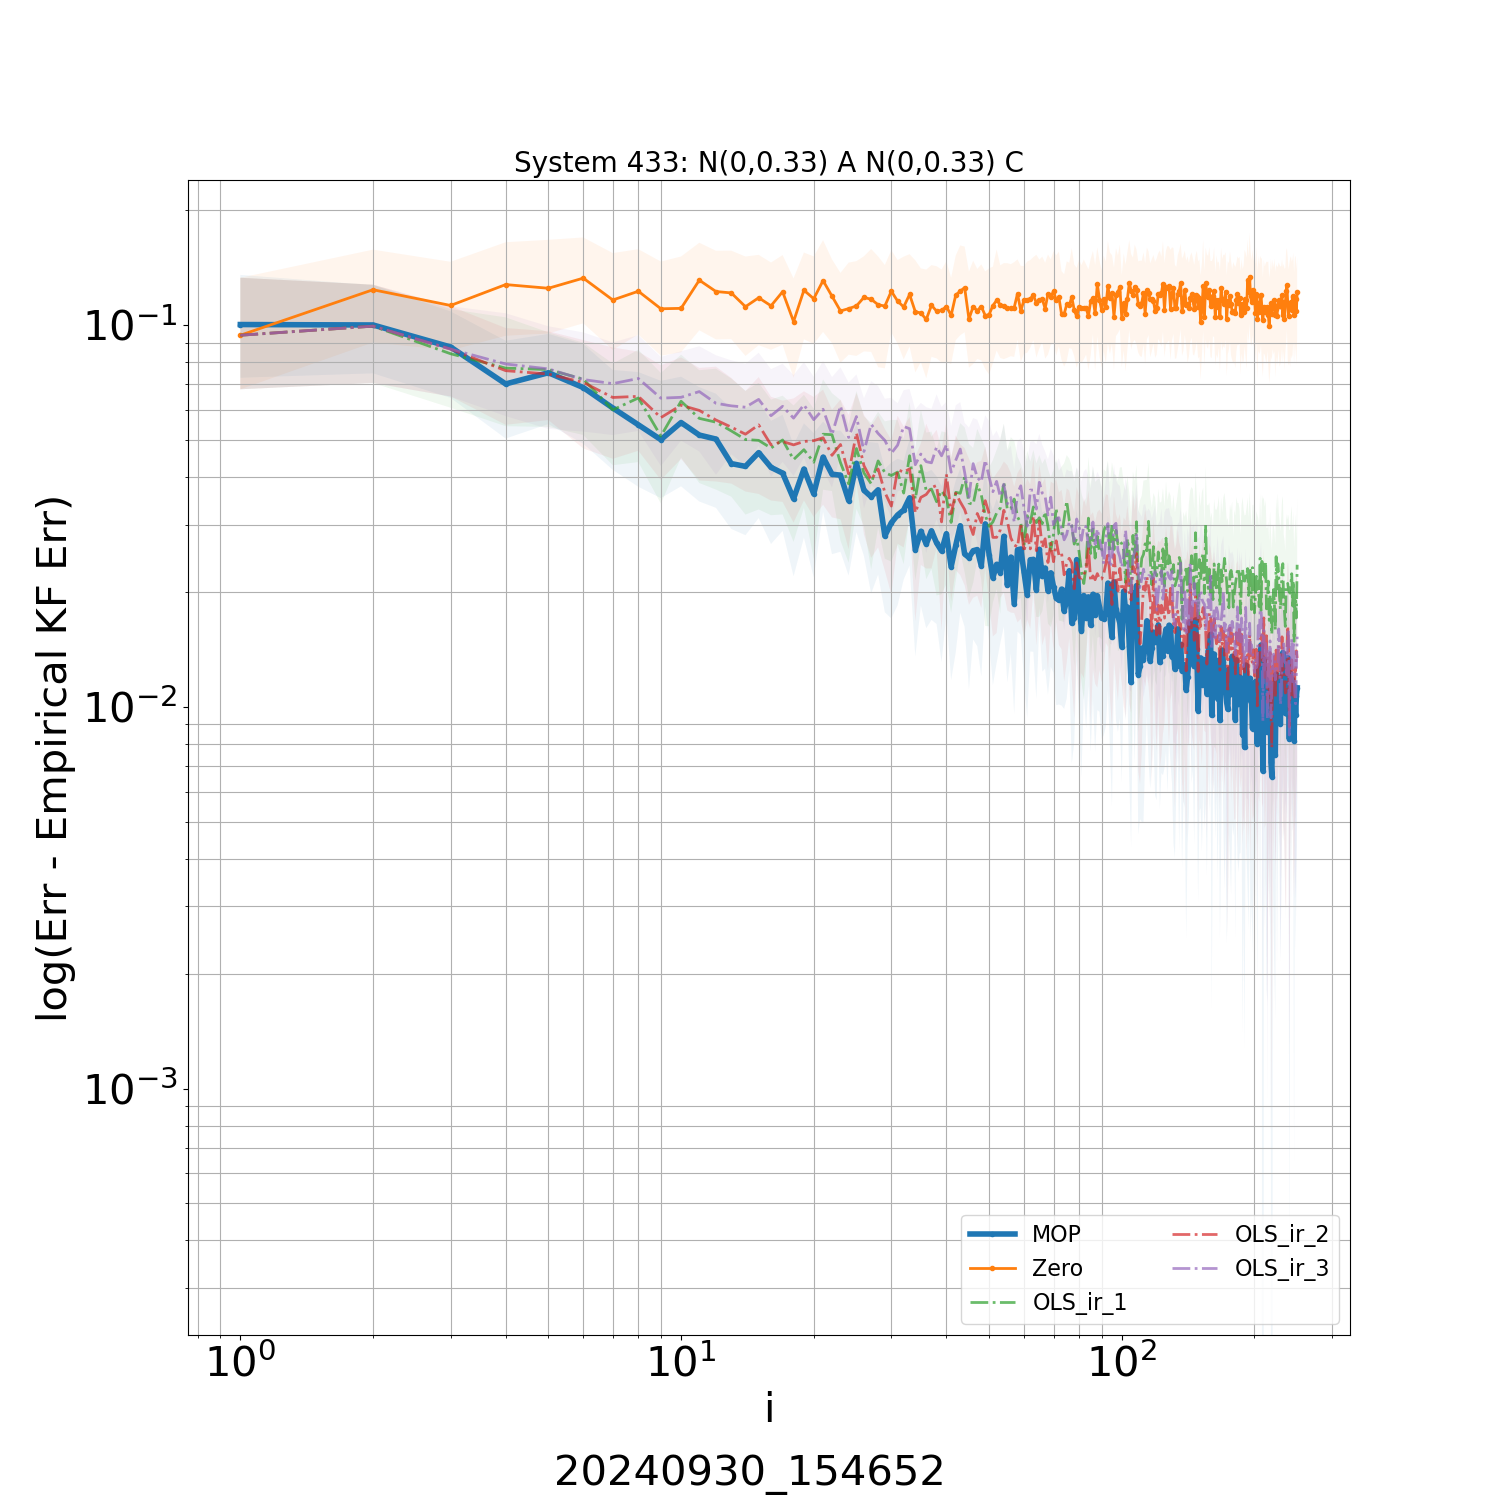 System 433: N(0,0.33) A N(0,0.33) C
log(Err - Empirical KF Err)
10⁻¹
10⁻²
10⁻³
10⁰
10¹
10²
MOP
Zero
OLS_ir_1
OLS_ir_2
OLS_ir_3
i
20240930_154652